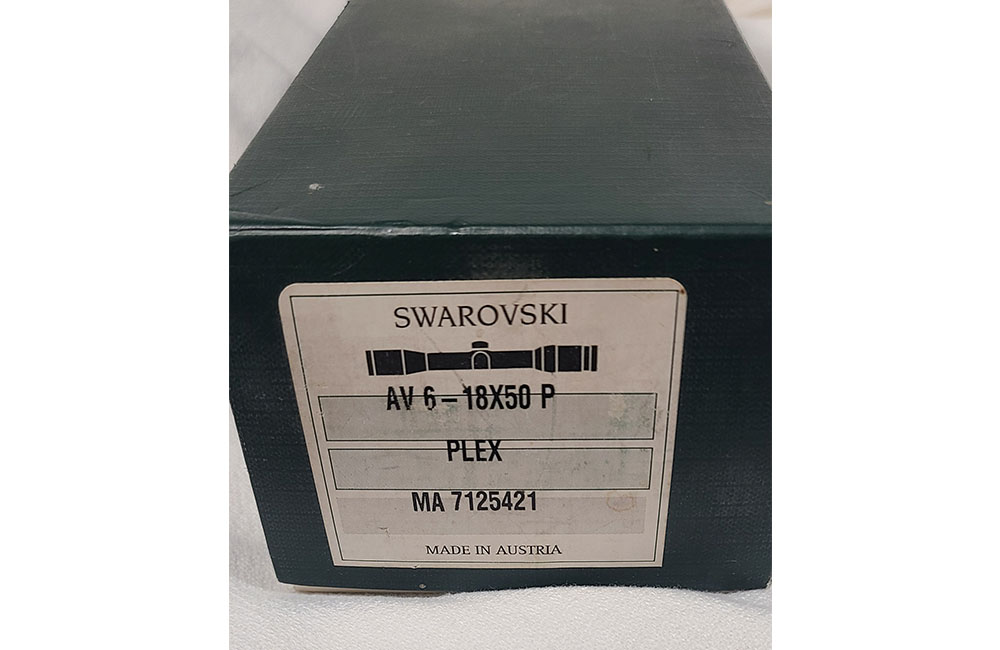 SWAROVSKI
AV 6-18X50 P
PLEX
MA 7125421
MADE IN AUSTRIA